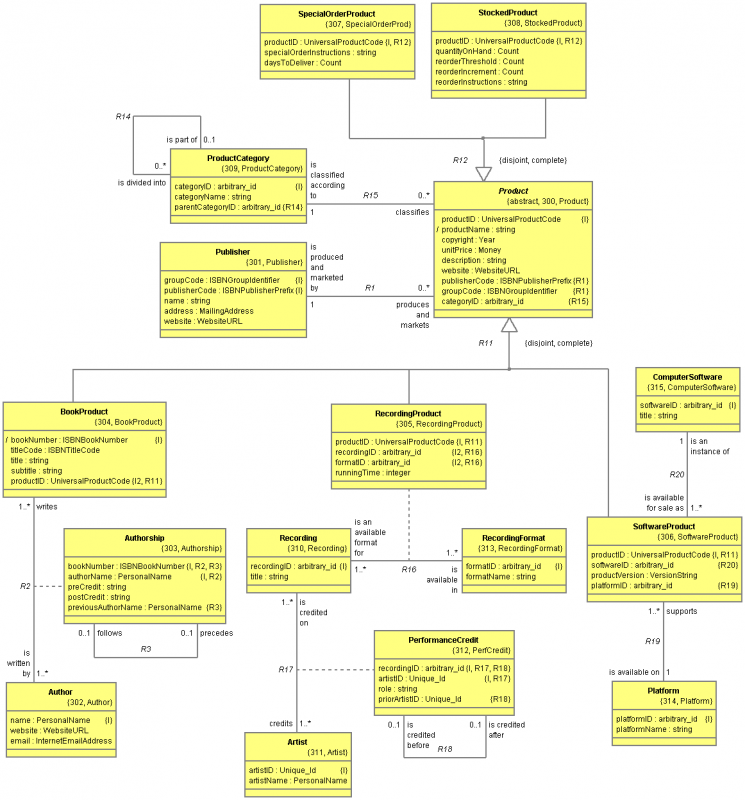 SpecialOrderProduct
{307, SpecialOrderProd}
productID : UniversalProductCode {I, R12}
specialOrderInstructions : string
daysToDeliver : Count
StockedProduct
{308, StockedProduct}
productID : UniversalProductCode {I, R12}
quantityOnHand : Count
reorderThreshold : Count
reorderIncrement : Count
reorderInstructions : string
R14
is part of
0..1
0..*
is divided into
ProductCategory
{309, ProductCategory}
categoryID : arbitrary_id {I}
categoryName : string
parentCategoryID : arbitrary_id {R14}
is
classified
according
to
R15
0..*
1
classifies
R12
{disjoint, complete}
Product
{abstract, 300, Product}
productID : UniversalProductCode {I}
/ productName : string
copyright : Year
unitPrice : Money
description : string
website : WebsiteURL
publisherCode : ISBNPublisherPrefix {R1}
groupCode : ISBNGroupIdentifier {R1}
categoryID : arbitrary_id {R15}
Publisher
{301, Publisher}
groupCode : ISBNGroupIdentifier {I}
publisherCode : ISBNPublisherPrefix {I}
name : string
address : MailingAddress
website : WebsiteURL
is
produced
and
marketed
by
R1
0..*
1
produces
and
markets
R11
{disjoint, complete}
BookProduct
{304, BookProduct}
/ bookNumber : ISBNBookNumber {I}
titleCode : ISBNTitleCode
title : string
subtitle : string
productID : UniversalProductCode {I2, R11}
RecordingProduct
{305, RecordingProduct}
productID : UniversalProductCode {I, R11}
recordingID : arbitrary_id {I2, R16}
formatID : arbitrary_id {I2, R16}
runningTime : integer
ComputerSoftware
{315, ComputerSoftware}
softwareID : arbitrary_id {I}
title : string
1
is an
instance of
R20
is available
for sale as
1..*
1..*
writes
Authorship
{303, Authorship}
bookNumber : ISBNBookNumber {I, R2, R3}
authorName : PersonalName {I, R2}
preCredit : string
postCredit : string
previousAuthorName : PersonalName {R3}
R2
0..1
follows
0..1
precedes
R3
is
written
by
1..*
Author
{302, Author}
name : PersonalName {I}
website : WebsiteURL
email : InternetEmailAddress
Recording
{310, Recording}
recordingID : arbitrary_id {I}
title : string
is an
available
format
for
1..*
R16
1..*
is
available
in
RecordingFormat
{313, RecordingFormat}
formatID : arbitrary_id {I}
formatName : string
SoftwareProduct
{306, SoftwareProduct}
productID : UniversalProductCode {I, R11}
softwareID : arbitrary_id {R20}
productVersion : VersionString
platformID : arbitrary_id {R19}
1..*
is
credited
on
R17
credits
1..*
PerformanceCredit
{312, PerfCredit}
recordingID : arbitrary_id {I, R17, R18}
artistID : Unique_Id {I, R17}
role : string
priorArtistID : Unique_Id {R18}
0..1
is
credited
before
0..1
is credited
after
R18
Artist
{311, Artist}
artistID : Unique_Id {I}
artistName : PersonalName
1..*
supports
R19
is available on
1
Platform
{314, Platform}
platformID : arbitrary_id {I}
platformName : string